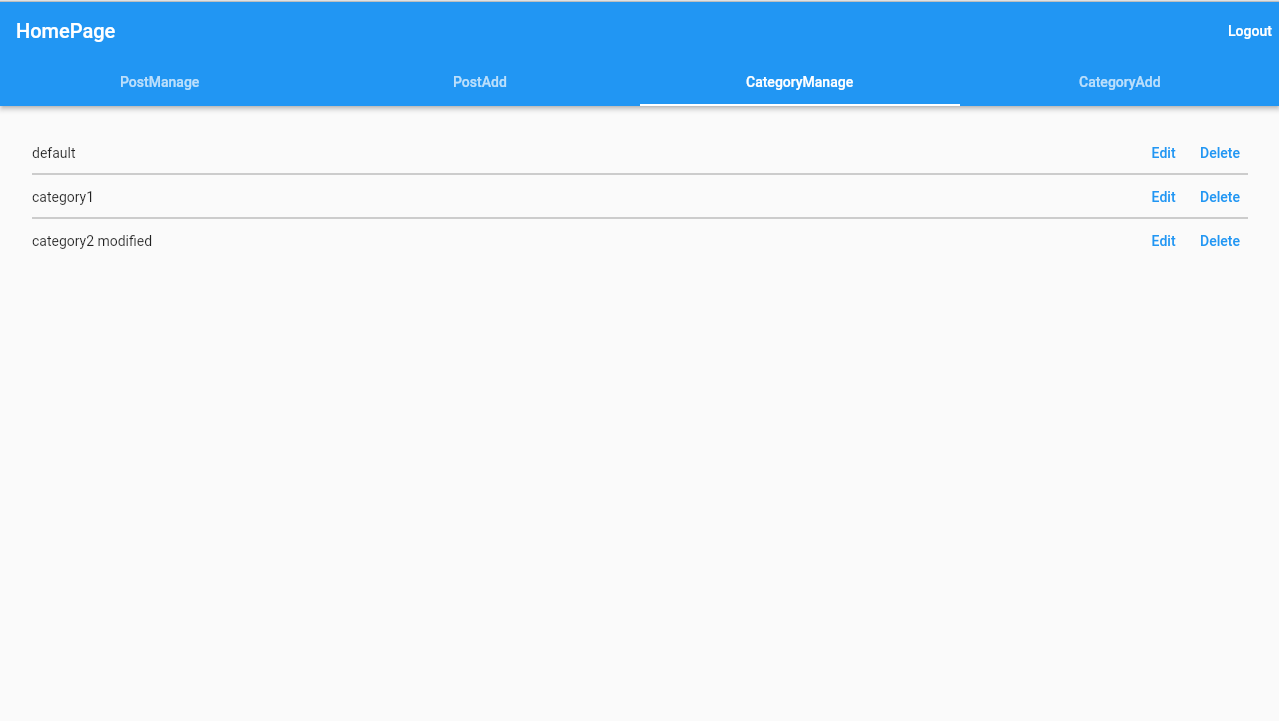 HomePage Logout
PostManage PostAdd CategoryManage CategoryAdd
default Edit Delete
category1 Edit Delete
category2 modified Edit Delete